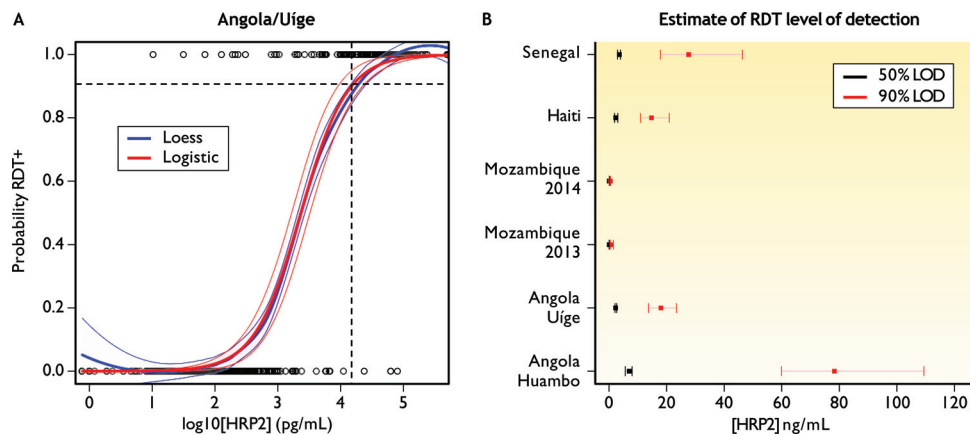 A
Angola/Uíge
Probability RDT+
1.0
0.8
0.6
0.4
0.2
0.0
Loess
Logistic
0 1 2 3 4 5
log10[HRP2] (pg/mL)
B
Estimate of RDT level of detection
Senegal
Haiti
Mozambique
2014
Mozambique
2013
Angola
Uíge
Angola
Huambo
50% LOD
90% LOD
0 20 40 60 80 100 120
[HRP2] ng/mL